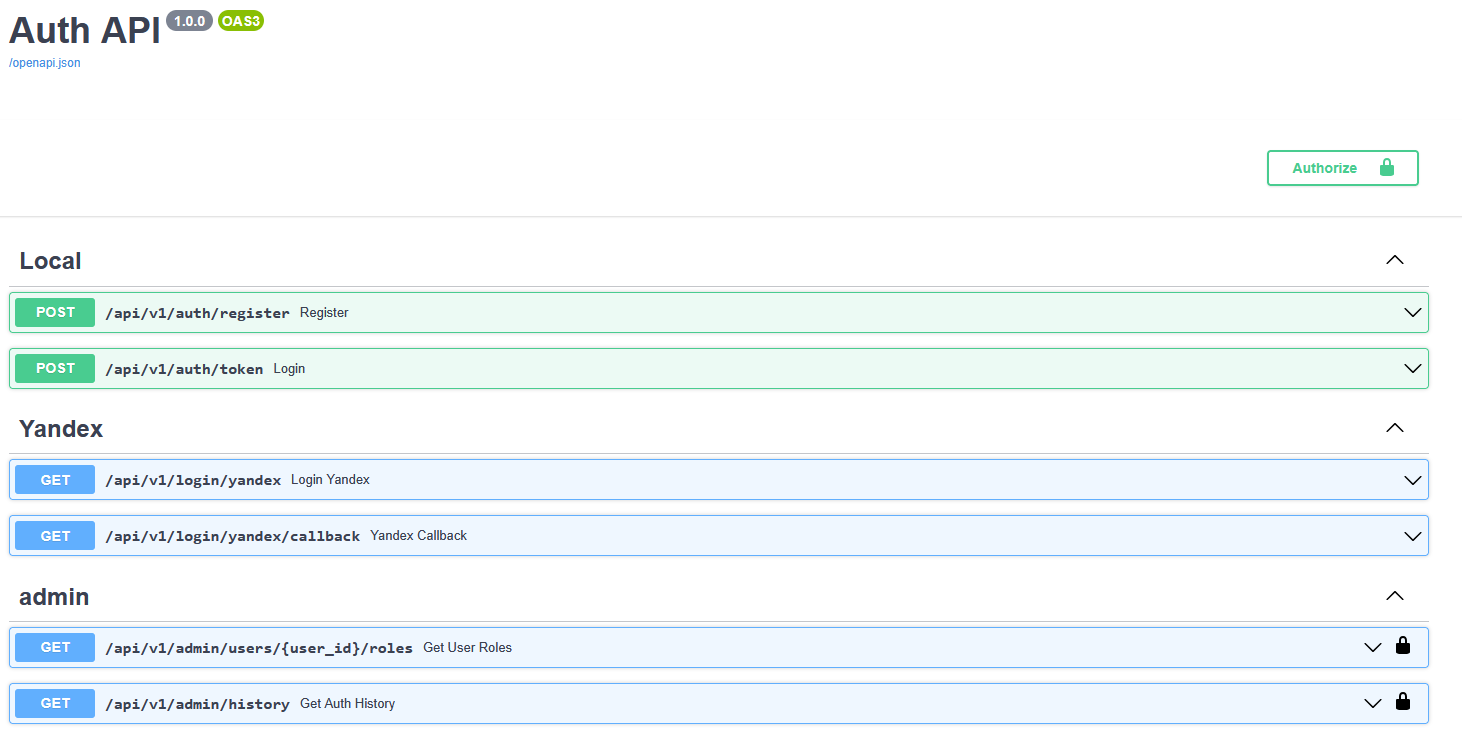 Auth API 1.0.0 OAS3
/openapi.json
Authorize
Local
POST /api/v1/auth/register Register
POST /api/v1/auth/token Login
Yandex
GET /api/v1/login/yandex Login Yandex
GET /api/v1/login/yandex/callback Yandex Callback
admin
GET /api/v1/admin/users/{user_id}/roles Get User Roles
GET /api/v1/admin/history Get Auth History